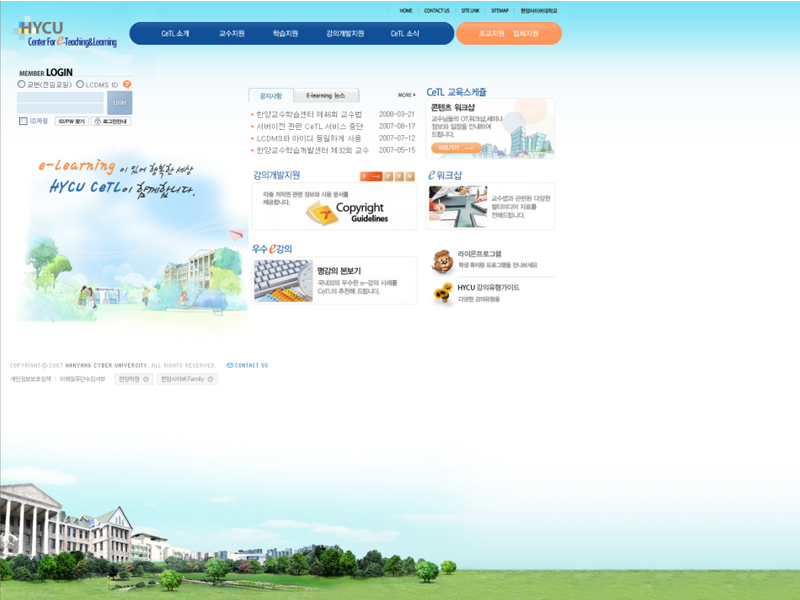 HOME CONTACT US SITE LINK SITEMAP 한양사이버대학교
HYCU
Center For e-Teaching&Learning
CeTL 소개 교수지원 학습지원 강의개발지원 CeTL 소식 조교지원 업체지원
MEMBER LOGIN
교번(전임교원) LCDMS ID
LOGIN
ID저장 ID/PW 찾기 로그인안내
e-Learning 이 있어 행복한 세상
HYCU CeTL이 함께합니다.
공지사항 E-learning 뉴스 MORE
한양교수학습센터 제46회 교수법 2008-03-21
서버이전 관련 CeTL 서비스 중단 2007-08-17
LCDMS와 아이디 동일하게 사용 2007-07-12
한양교수학습개발센터 제32회 교수 2007-05-15
CeTL 교육스케쥴
콘텐츠 워크샵
교수님들의 OT,워크샵,세미나
정보와 일정을 안내하여
드립니다.
바로가기
강의개발지원
1 2 3 4
각종 저작권 관련 정보와 사용 문서를
제공합니다.
Copyright
Guidelines
e워크샵
교수법과 관련된 다양한
멀티미디어 자료를
전해드립니다.
우수 e강의
명강의 본보기
국내외의 우수한 e-강의 사례를
CeTL이 추천해 드립니다.
라이온프로그램
학생 튜터링 프로그램을 만나보세요
HYCU 강의유형가이드
다양한 강의유형을
COPYRIGHT© 2007 HANYANG CYBER UNIVERSITY. ALL RIGHTS RESERVED. CONTACT US
개인정보보호정책 이메일무단수집거부 한양학원 한양사이버 Family